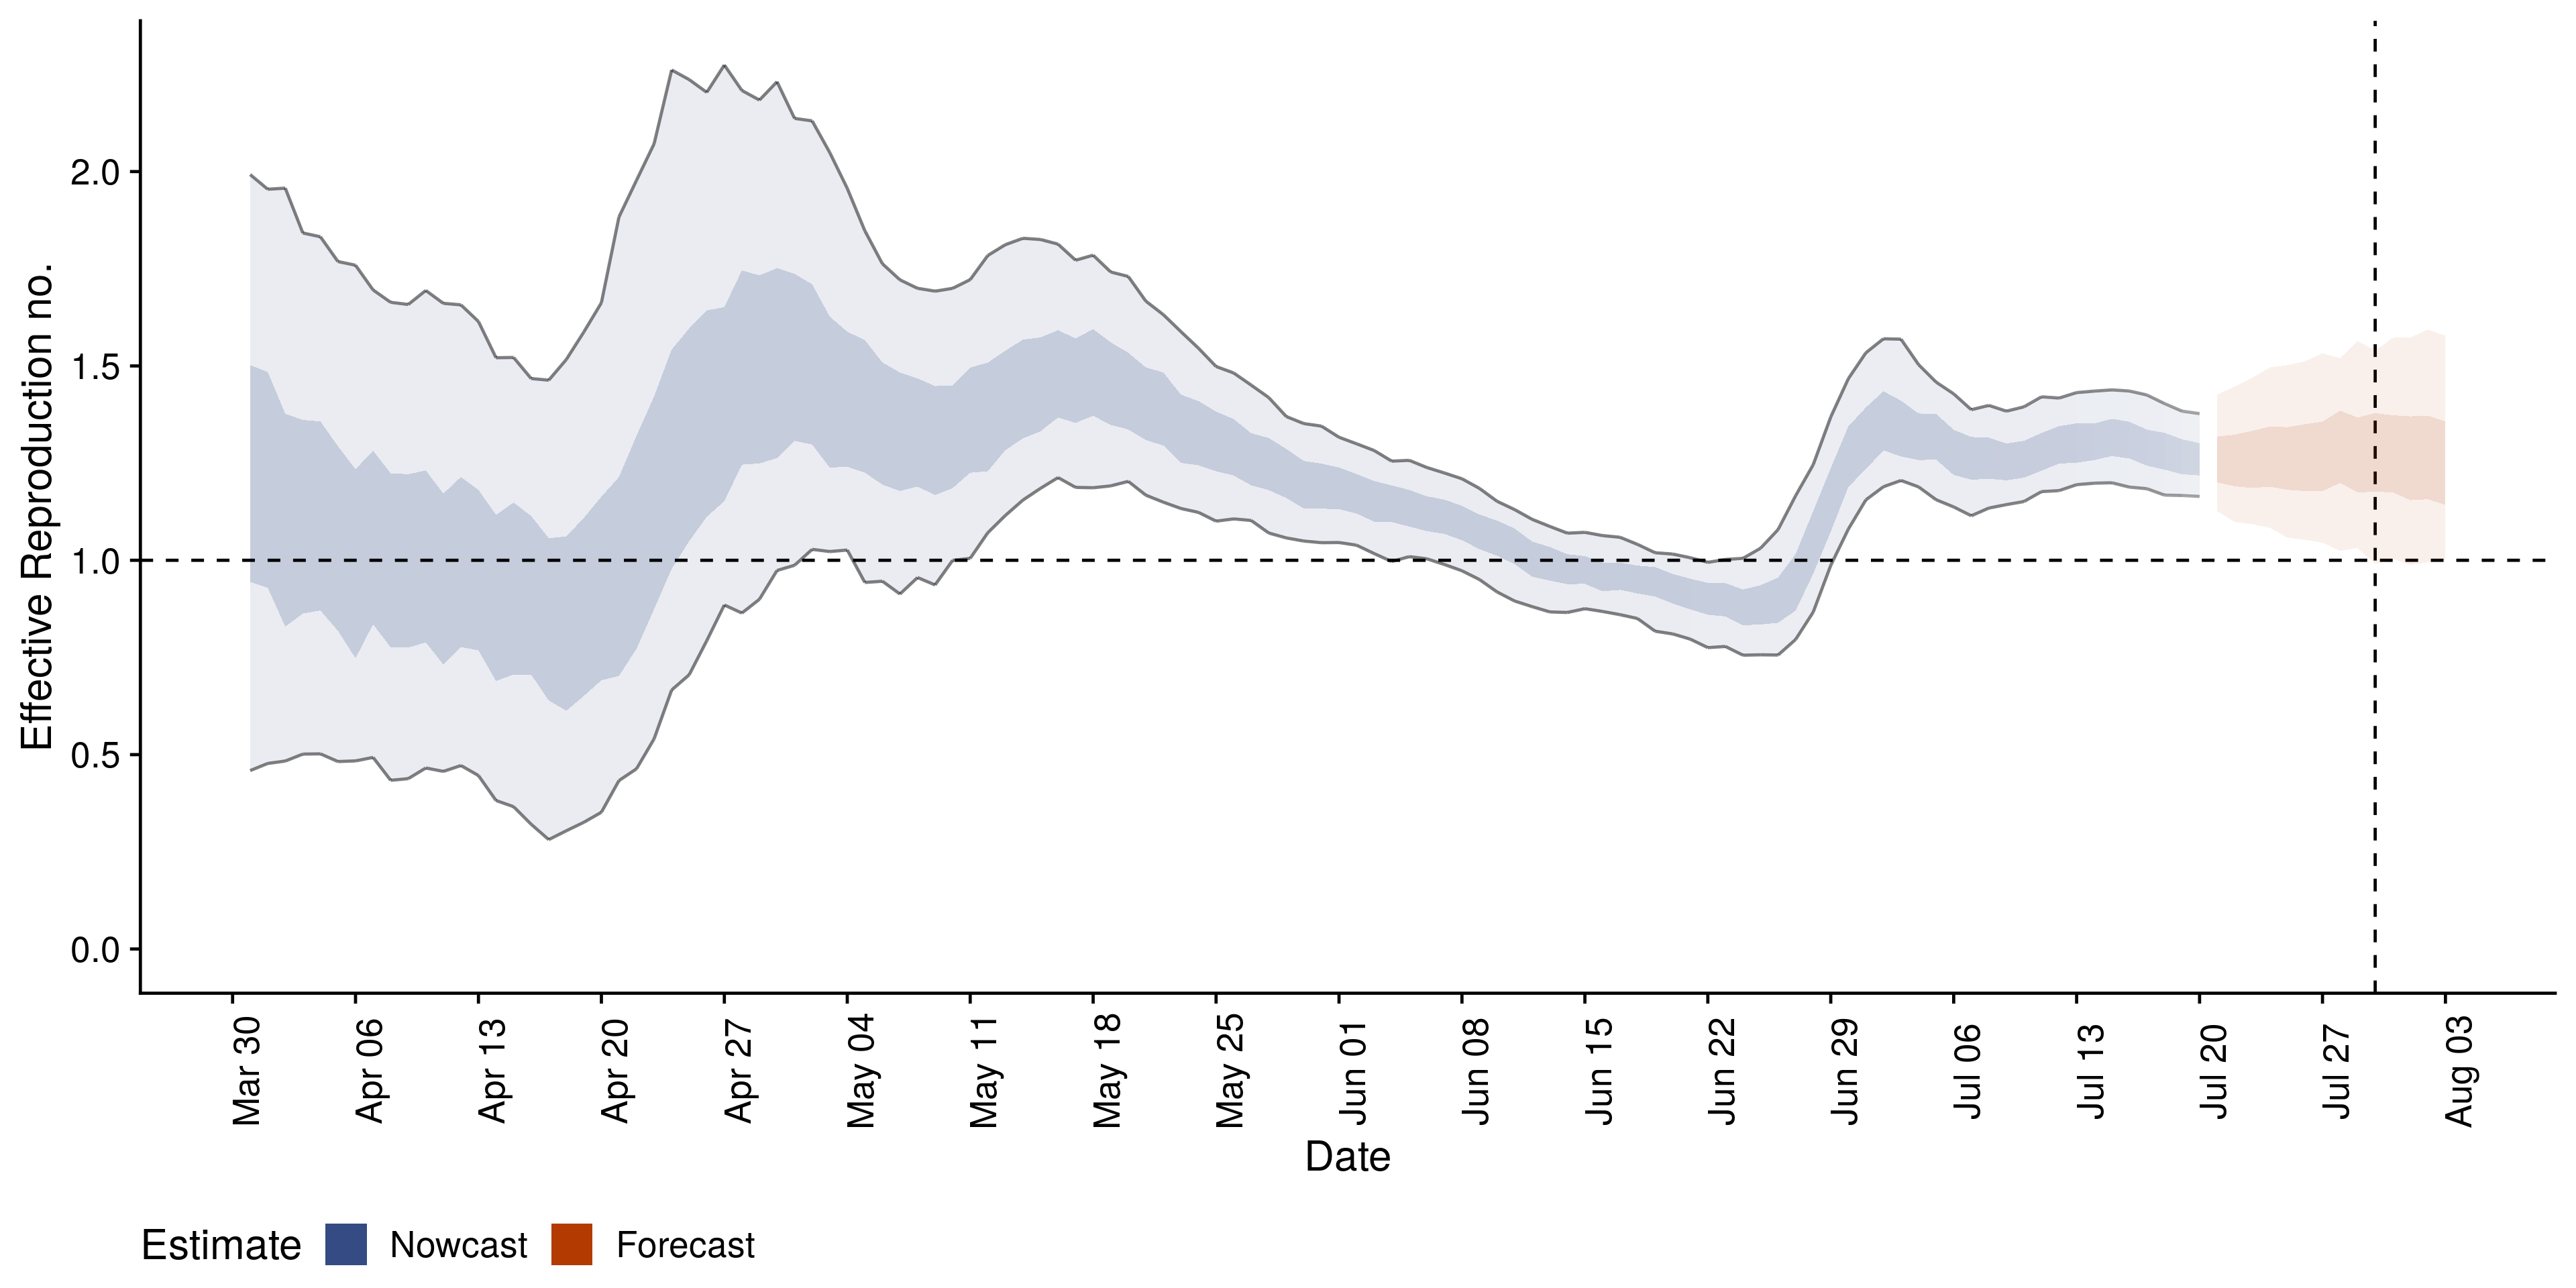 Effective Reproduction no.
2.0
1.5
1.0
0.5
0.0
Mar 30
Apr 06
Apr 13
Apr 20
Apr 27
May 04
May 11
May 18
May 25
Jun 01
Jun 08
Jun 15
Jun 22
Jun 29
Jul 06
Jul 13
Jul 20
Jul 27
Aug 03
Date
Estimate Nowcast Forecast